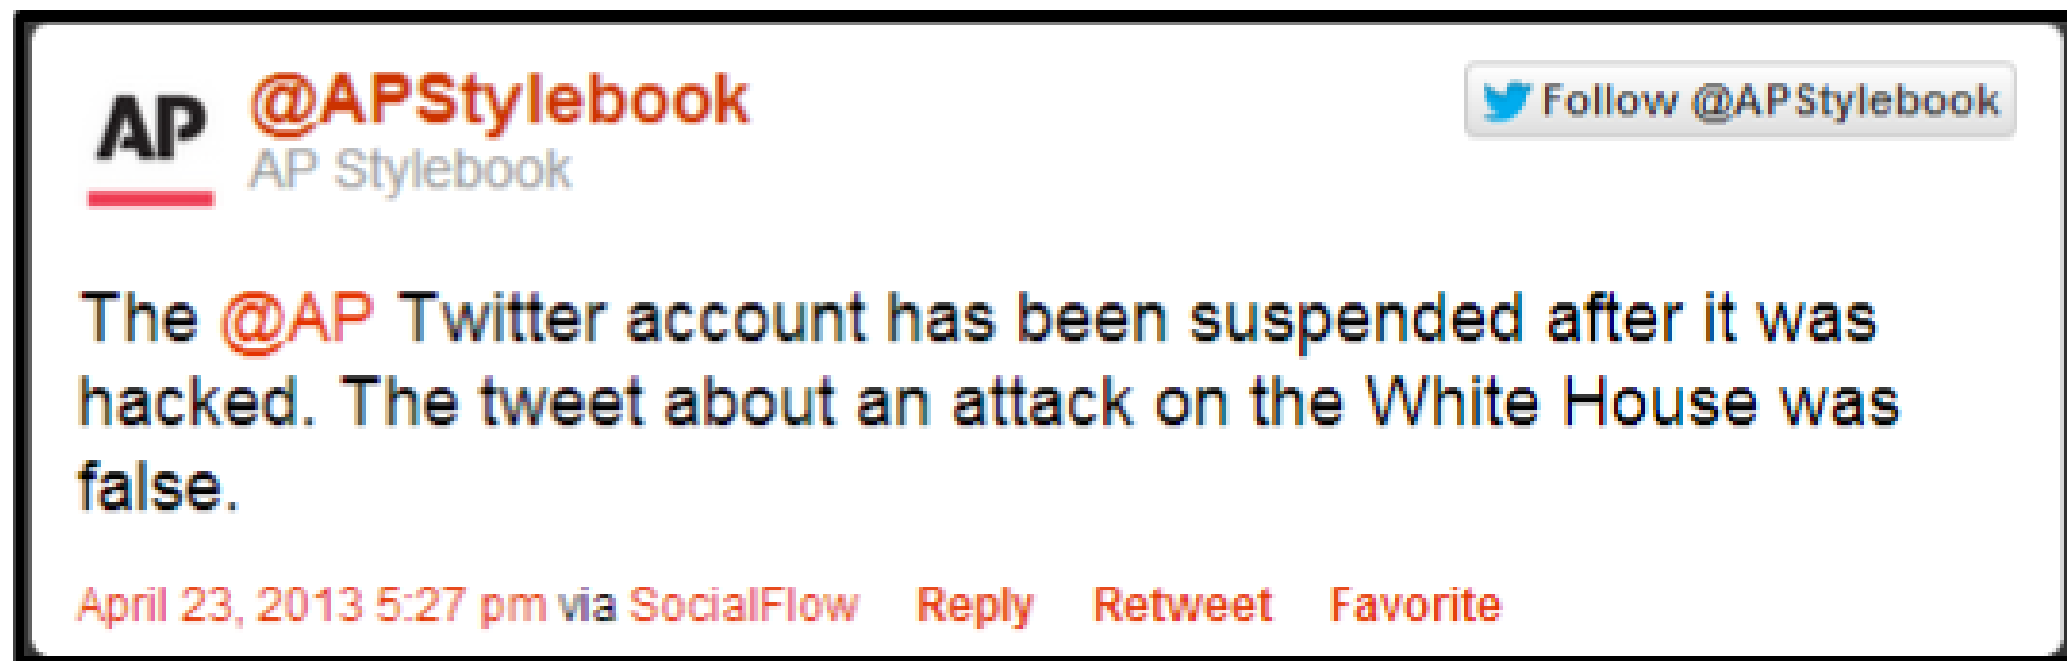 AP
@APStylebook
AP Stylebook
Follow @APStylebook
The @AP Twitter account has been suspended after it was
hacked. The tweet about an attack on the White House was
false.
April 23, 2013 5:27 pm via SocialFlow Reply Retweet Favorite